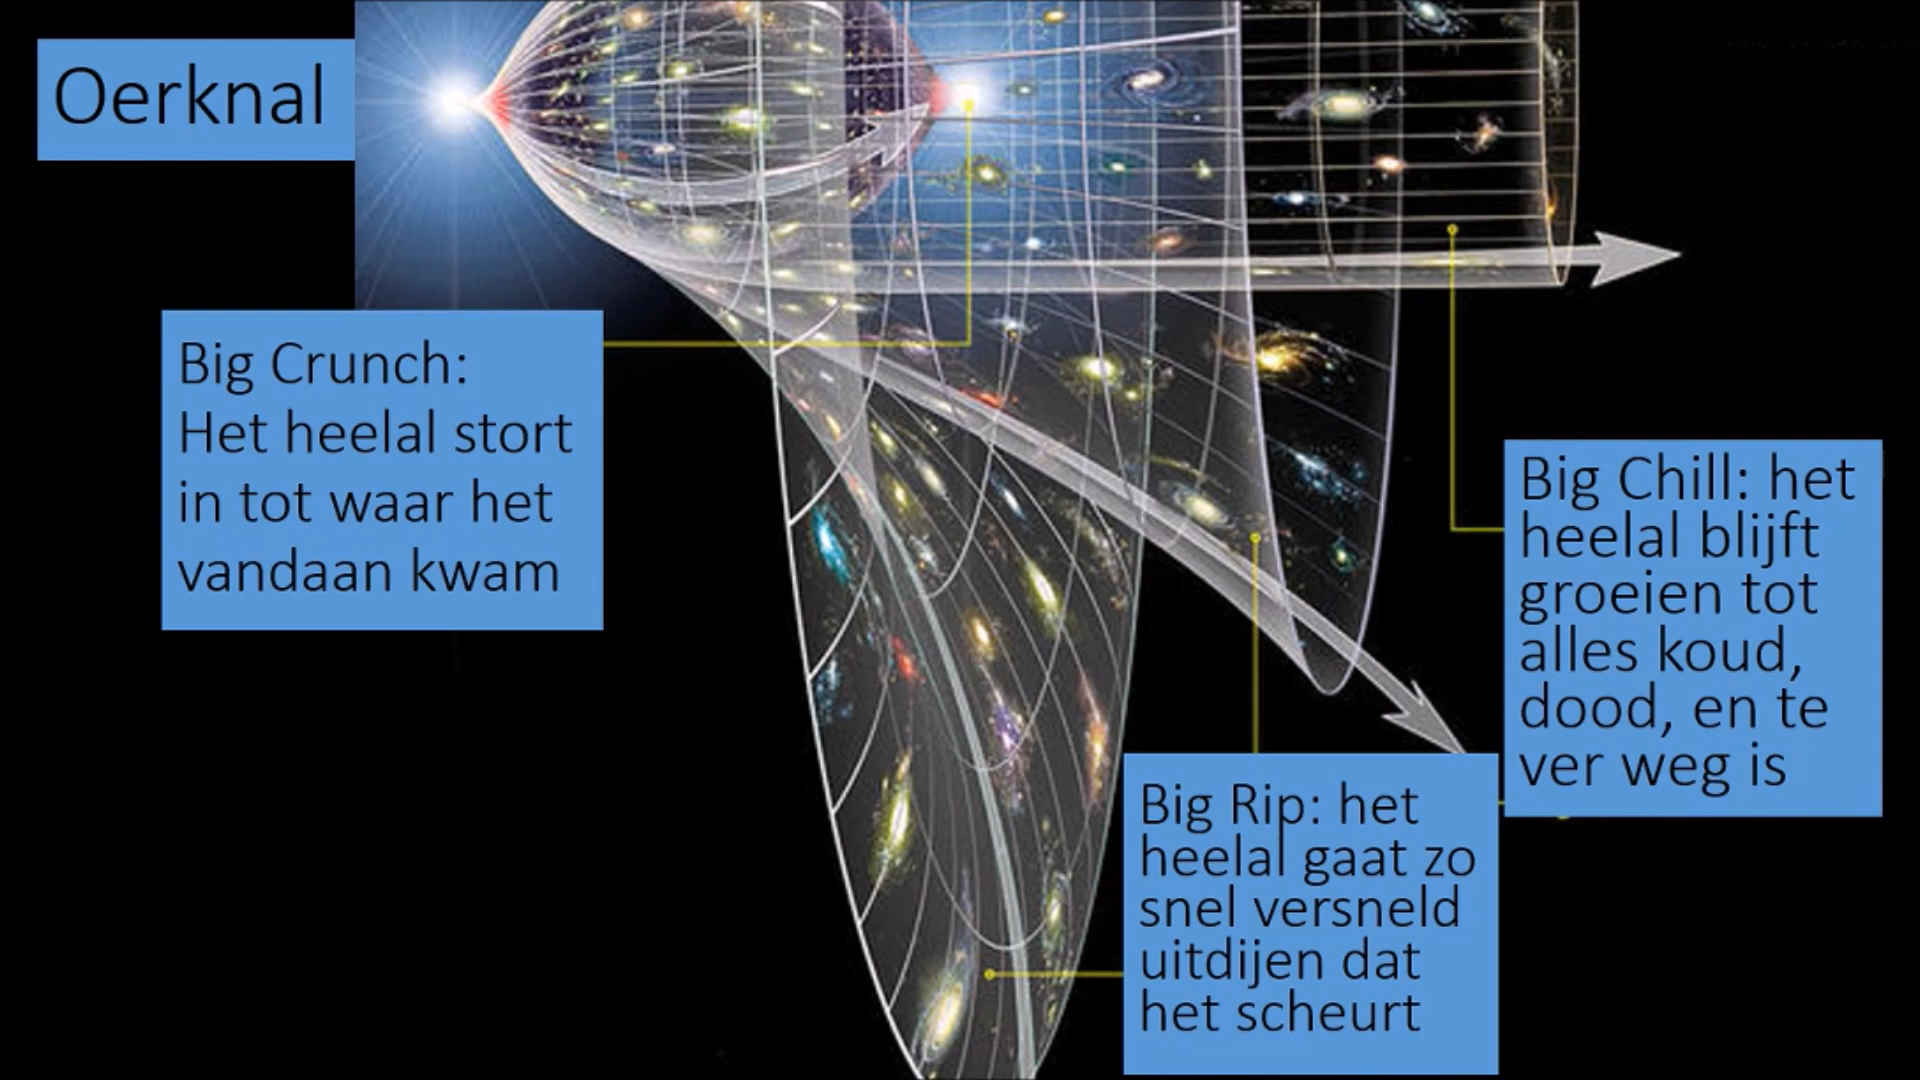 Oerknal
Big Crunch:
Het heelal stort
in tot waar het
vandaan kwam
Big Chill: het
heelal blijft
groeien tot
alles koud,
dood, en te
ver weg is
Big Rip: het
heelal gaat zo
snel versneld
uitdijen dat
het scheurt